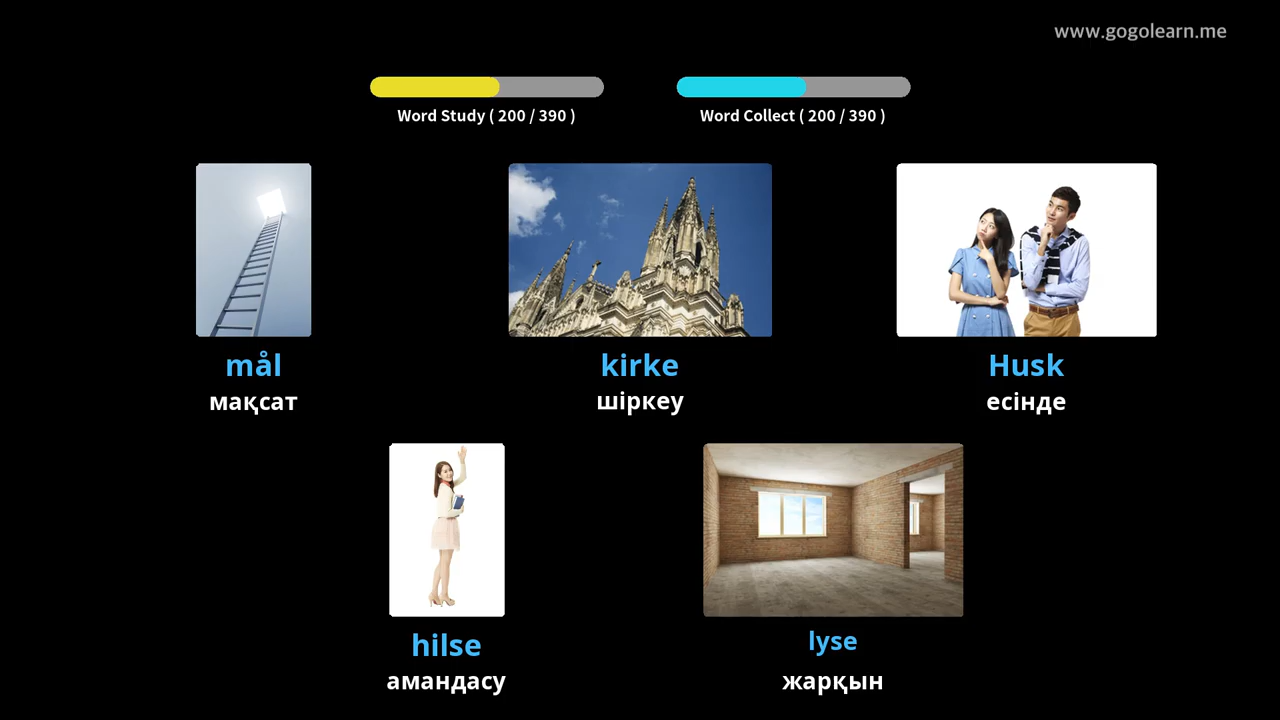 www.gogolearn.me
Word Study ( 200 / 390 )
Word Collect ( 200 / 390 )
mål
мақсат
kirke
шіркеу
Husk
есінде
hilse
амандасу
lyse
жарқын